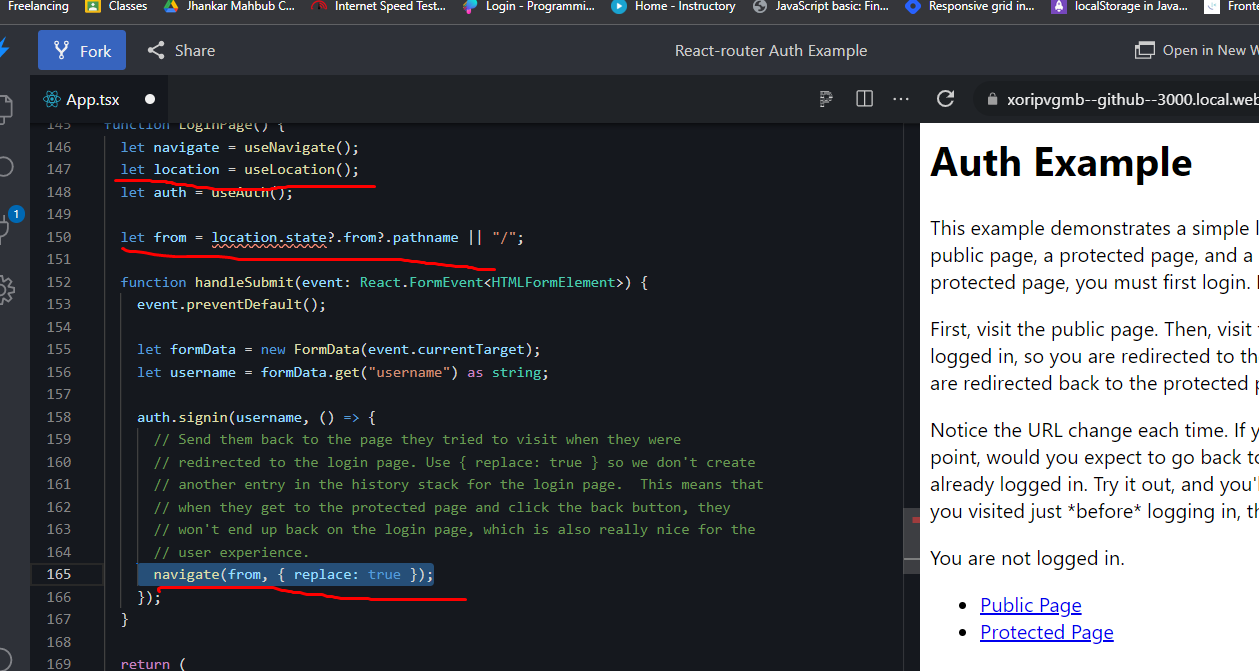 Freelancing
Classes
Jhankar Mahbub C...
Internet Speed Test...
Login - Programmi...
Home - Instructory
JavaScript basic: Fin...
Responsive grid in...
localStorage in Java...
Fronte
Fork
Share
React-router Auth Example
Open in New W
App.tsx
xoripvgmb--github--3000.local.web
1
145 function LoginPage() {
146 let navigate = useNavigate();
147 let location = useLocation();
148 let auth = useAuth();
149
150 let from = location.state?.from?.pathname || "/";
151
152 function handleSubmit(event: React.FormEvent<HTMLFormElement>) {
153 event.preventDefault();
154
155 let formData = new FormData(event.currentTarget);
156 let username = formData.get("username") as string;
157
158 auth.signin(username, () => {
159 // Send them back to the page they tried to visit when they were
160 // redirected to the login page. Use { replace: true } so we don't create
161 // another entry in the history stack for the login page.  This means that
162 // when they get to the protected page and click the back button, they
163 // won't end up back on the login page, which is also really nice for the
164 // user experience.
165 navigate(from, { replace: true });
166 });
167 }
168
169 return (
Auth Example
This example demonstrates a simple l
public page, a protected page, and a
protected page, you must first login.
First, visit the public page. Then, visit
logged in, so you are redirected to th
are redirected back to the protected p
Notice the URL change each time. If y
point, would you expect to go back to
already logged in. Try it out, and you'l
you visited just *before* logging in, th
You are not logged in.
Public Page
Protected Page